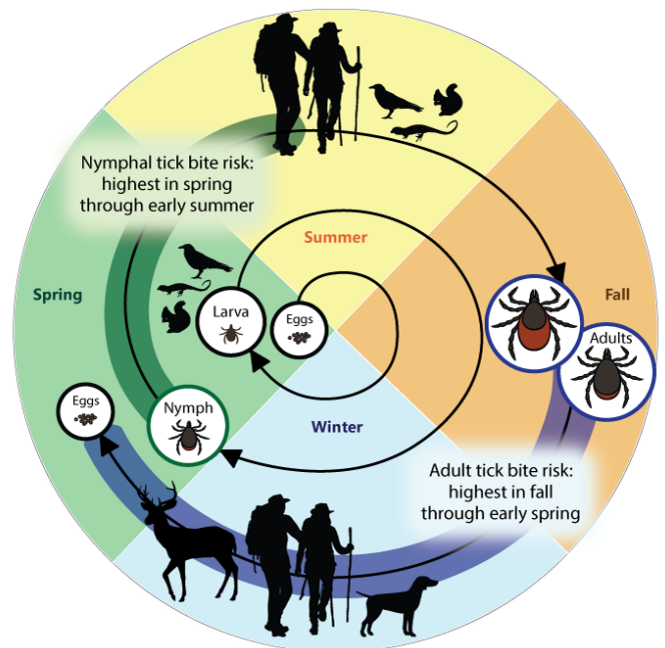 Nymphal tick bite risk:
highest in spring
through early summer
Summer
Spring
Larva
Eggs
Fall
Adults
Eggs
Nymph
Winter
Adult tick bite risk:
highest in fall
through early spring